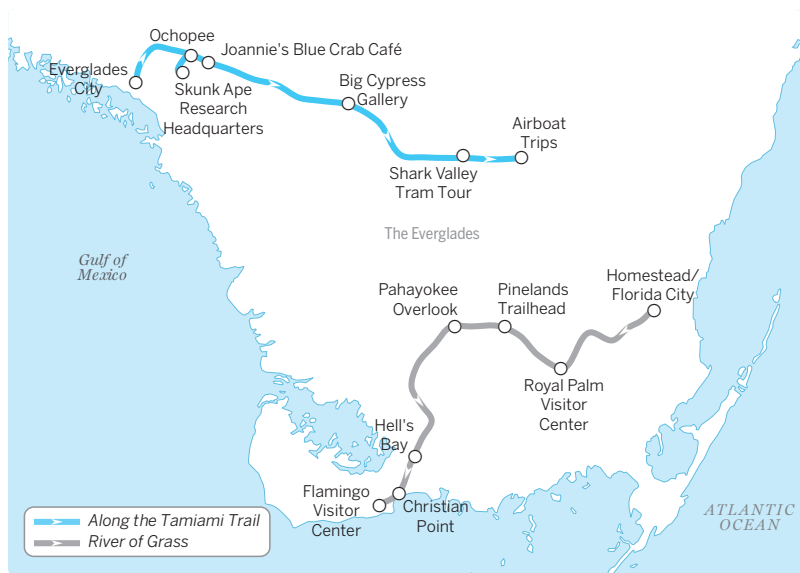 Ochopee
Joannie's Blue Crab Café
Everglades
City
Skunk Ape
Research
Headquarters
Big Cypress
Gallery
Airboat
Trips
Shark Valley
Tram Tour
The Everglades
Gulf of
Mexico
Homestead/
Florida City
Pahayokee
Overlook
Pinelands
Trailhead
Royal Palm
Visitor
Center
Hell's
Bay
Flamingo
Visitor
Center
Christian
Point
ATLANTIC
OCEAN
Along the Tamiami Trail
River of Grass